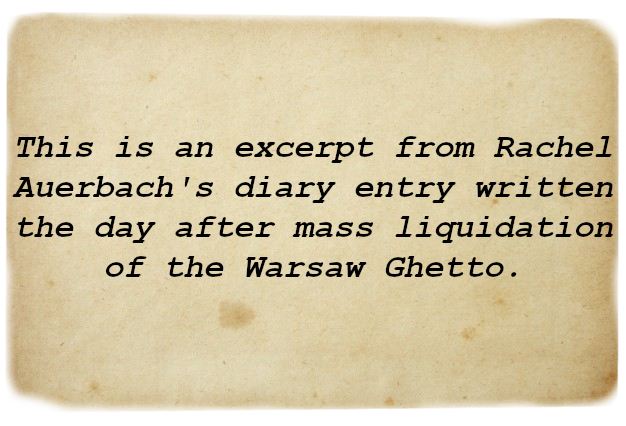 This is an excerpt from Rachel
Auerbach's diary entry written
the day after mass liquidation
of the Warsaw Ghetto.